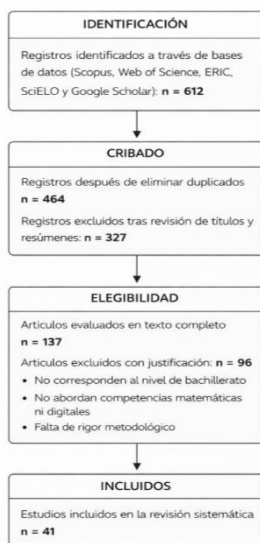 IDENTIFICACIÓN
Registros identificados a través de bases
de datos (Scopus, Web of Science, ERIC,
SciELO y Google Scholar): n = 612
CRIBADO
Registros después de eliminar duplicados
n = 464
Registros excluidos tras revisión de títulos y
resúmenes: n = 327
ELEGIBILIDAD
Articulos evaluados en texto completo
n = 137
Articulos excluidos con justificación: n = 96
• No corresponden al nivel de bachillerato
• No abordan competencias matemáticas
ni digitales
• Falta de rigor metodológico
INCLUIDOS
Estudios incluidos en la revisión sistemática
n = 41